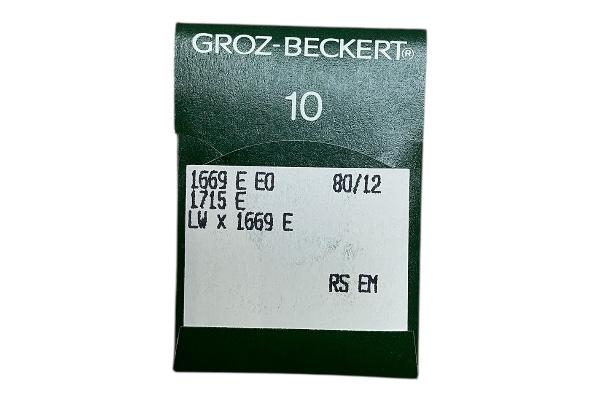 GROZ-BECKERT®
10
1669 E EO 80/12
1715 E
LW x 1669 E
RS EM